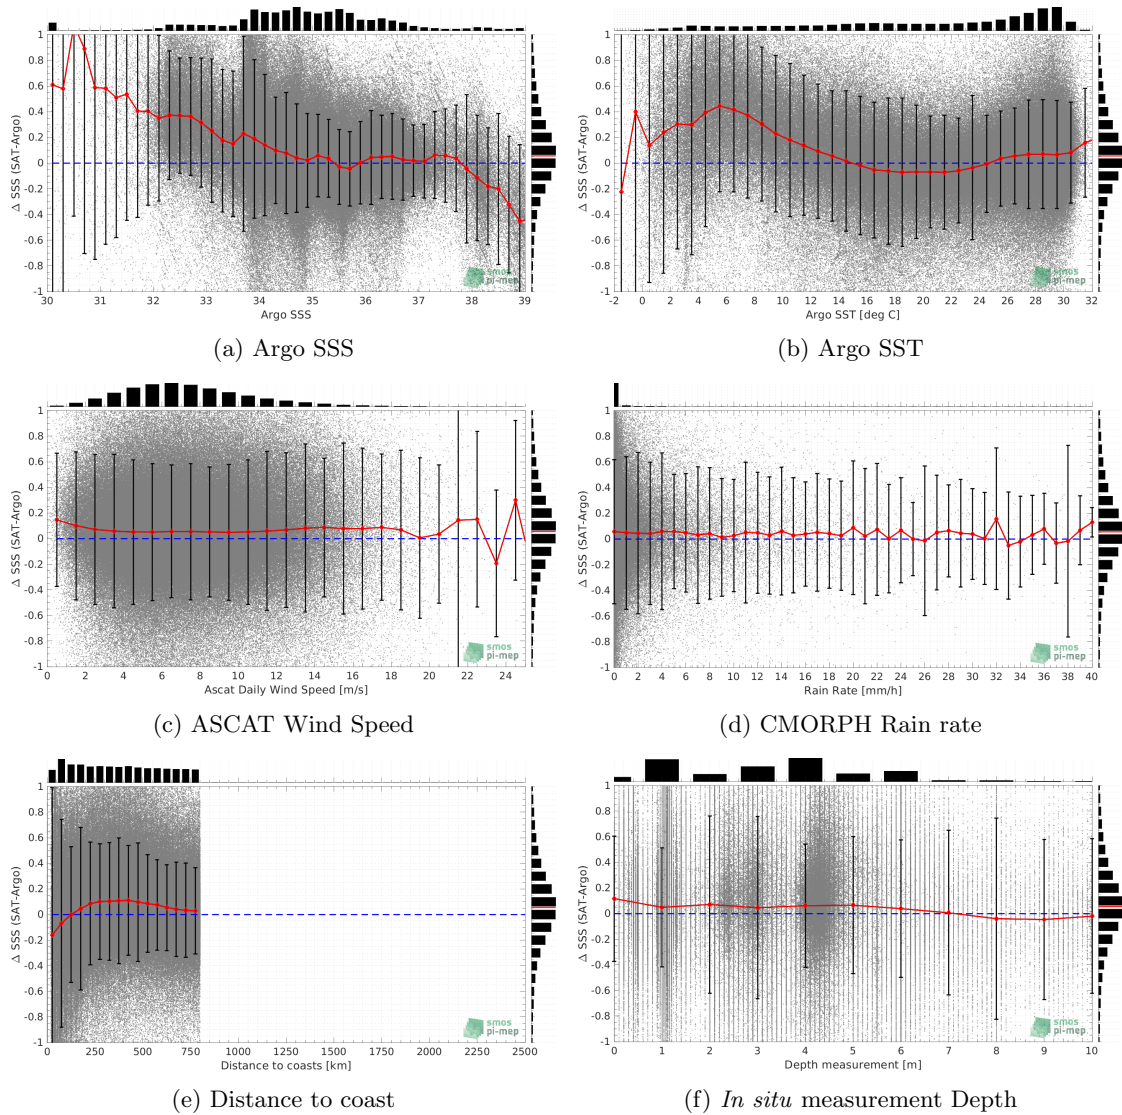 Δ SSS (SAT-Argo)
1
0.8
0.6
0.4
0.2
0
-0.2
-0.4
-0.6
-0.8
-1
30 31 32 33 34 35 36 37 38 39
Argo SSS
smos
pi-mep
(a) Argo SSS
Δ SSS (SAT-Argo)
1
0.8
0.6
0.4
0.2
0
-0.2
-0.4
-0.6
-0.8
-1
-2 0 2 4 6 8 10 12 14 16 18 20 22 24 26 28 30 32
Argo SST [deg C]
smos
pi-mep
(b) Argo SST
Δ SSS (SAT-Argo)
1
0.8
0.6
0.4
0.2
0
-0.2
-0.4
-0.6
-0.8
-1
0 2 4 6 8 10 12 14 16 18 20 22 24
Ascat Daily Wind Speed [m/s]
smos
pi-mep
(c) ASCAT Wind Speed
Δ SSS (SAT-Argo)
1
0.8
0.6
0.4
0.2
0
-0.2
-0.4
-0.6
-0.8
-1
0 2 4 6 8 10 12 14 16 18 20 22 24 26 28 30 32 34 36 38 40
Rain Rate [mm/h]
smos
pi-mep
(d) CMORPH Rain rate
Δ SSS (SAT-Argo)
1
0.8
0.6
0.4
0.2
0
-0.2
-0.4
-0.6
-0.8
-1
0 250 500 750 1000 1250 1500 1750 2000 2250 2500
Distance to coasts [km]
smos
pi-mep
(e) Distance to coast
Δ SSS (SAT-Argo)
1
0.8
0.6
0.4
0.2
0
-0.2
-0.4
-0.6
-0.8
-1
0 1 2 3 4 5 6 7 8 9 10
Depth measurement [m]
smos
pi-mep
(f) In situ measurement Depth